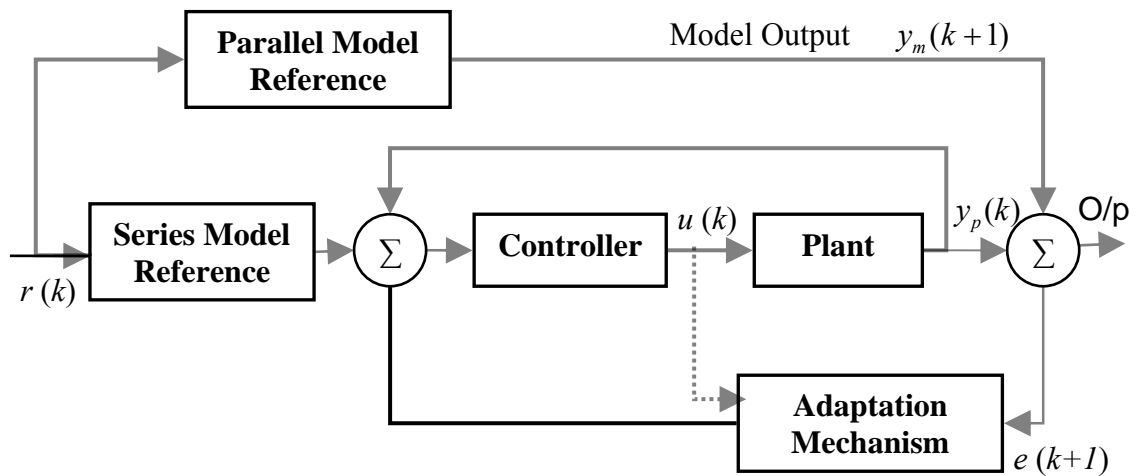 Parallel Model
Reference
Model Output y_m(k+1)
Series Model
Reference
r (k)
Σ
Controller
u (k)
Plant
y_p(k)
Σ
O/p
Adaptation
Mechanism
e (k+1)